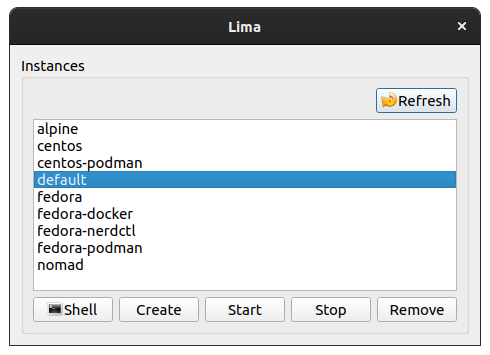 Lima
Instances
Refresh
alpine
centos
centos-podman
default
fedora
fedora-docker
fedora-nerdctl
fedora-podman
nomad
Shell Create Start Stop Remove